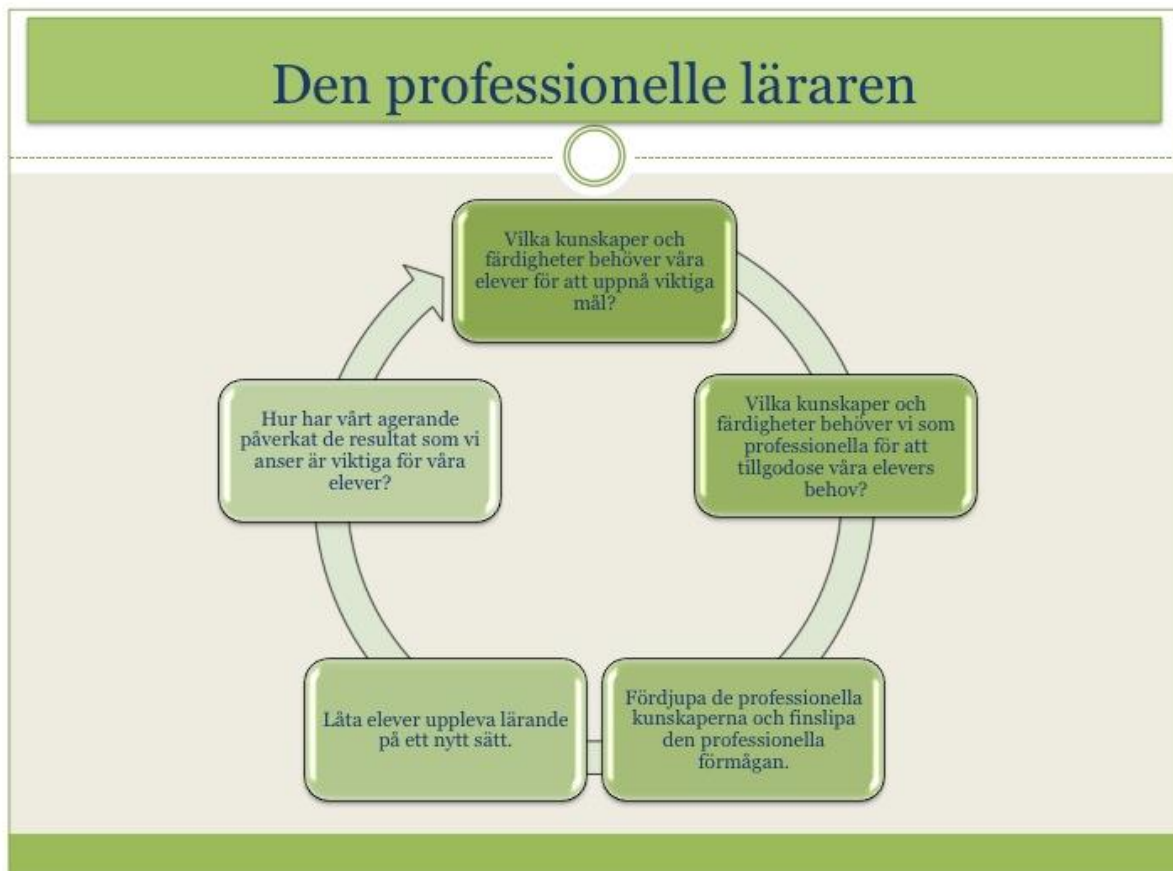 Den professionelle läraren
Vilka kunskaper och
färdigheter behöver våra
elever för att uppnå viktiga
mål?
Vilka kunskaper och
färdigheter behöver vi som
professionella för att
tillgodose våra elevers
behov?
Fördjupa de professionella
kunskaperna och finslipa
den professionella
förmågan.
Låta elever uppleva lärande
på ett nytt sätt.
Hur har vårt agerande
påverkat de resultat som vi
anser är viktiga för våra
elever?